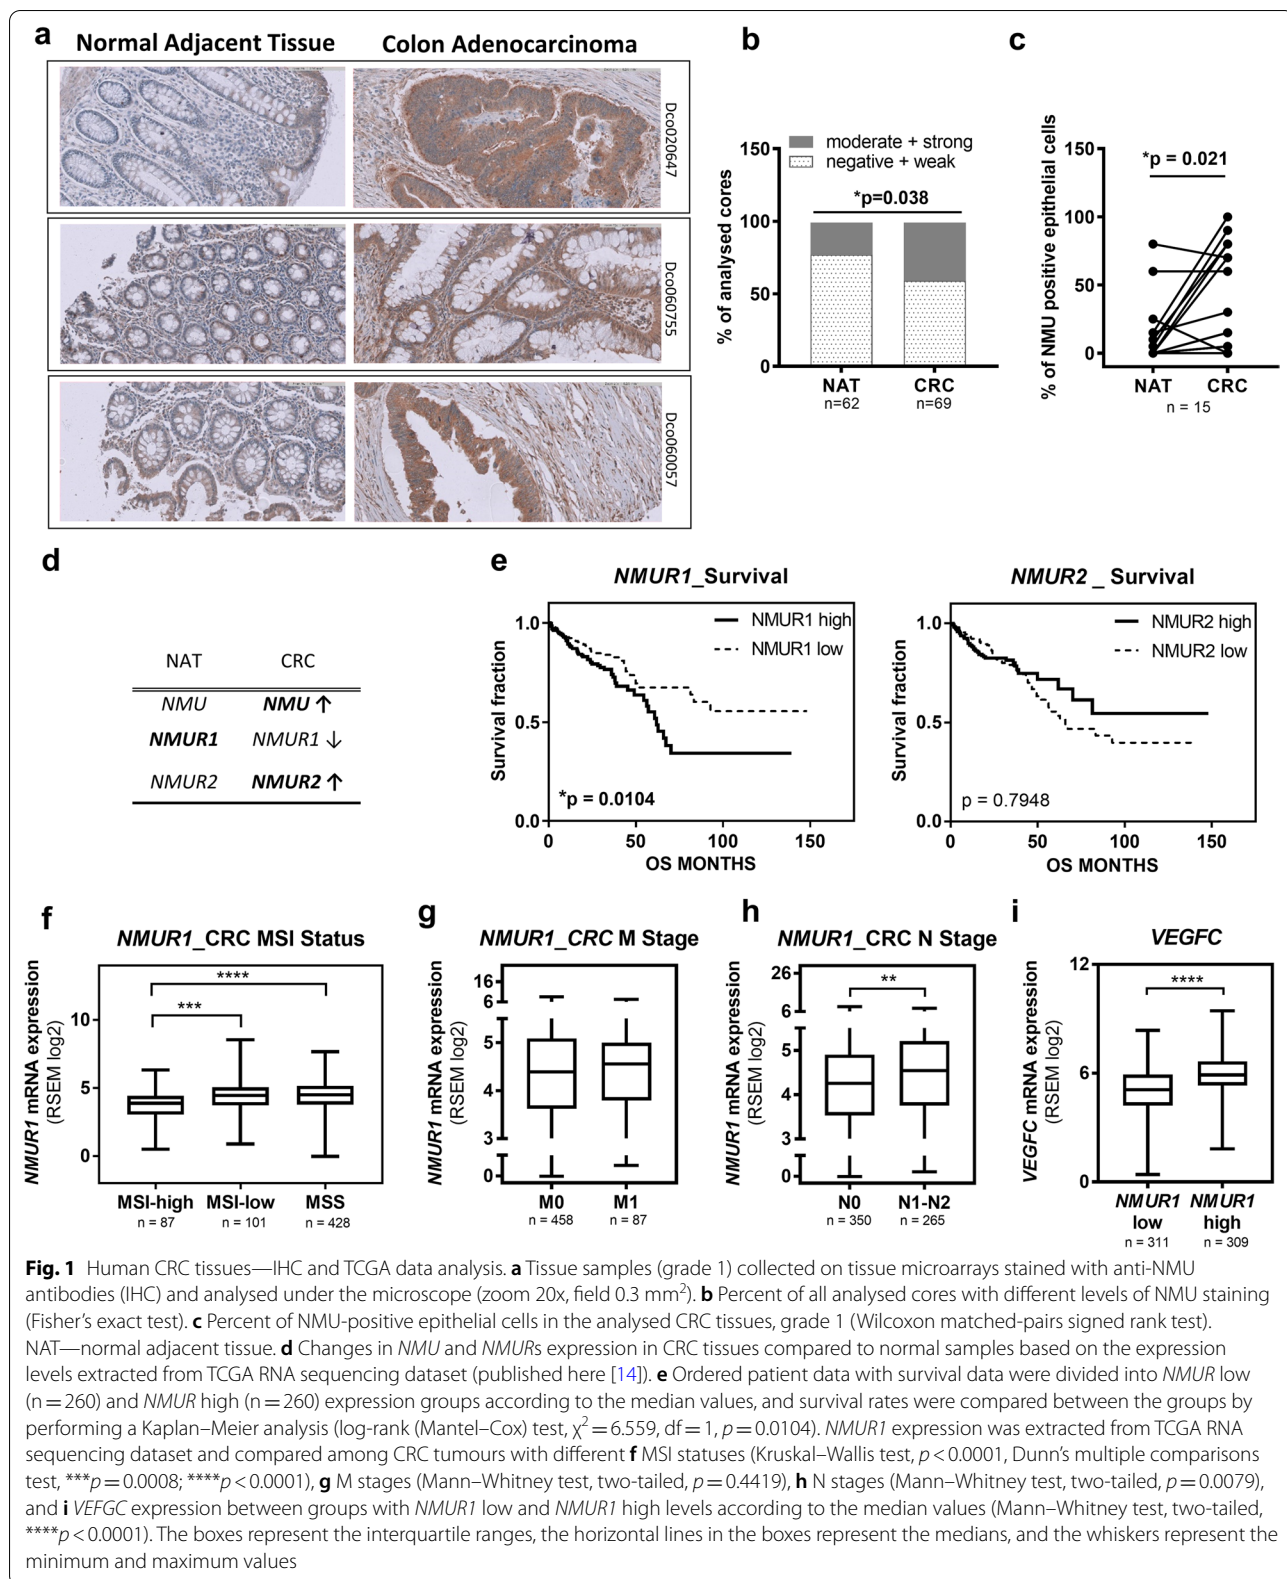 a
Normal Adjacent Tissue
Colon Adenocarcinoma
Dco020647
Dco060755
Dco060057
b
moderate + strong
negative + weak
% of analysed cores
150
100
50
0
*p=0.038
NAT
CRC
n=62
n=69
c
% of NMU positive epithelial cells
150
100
50
0
*p = 0.021
NAT
CRC
n = 15
d
NAT CRC
NMU NMU ↑
NMUR1 NMUR1 ↓
NMUR2 NMUR2 ↑
e
NMUR1_Survival
Survival fraction
1.0
0.5
0.0
NMUR1 high
NMUR1 low
*p = 0.0104
0 50 100 150
OS MONTHS
NMUR2 _ Survival
Survival fraction
1.0
0.5
0.0
NMUR2 high
NMUR2 low
p = 0.7948
0 50 100 150
OS MONTHS
f
NMUR1_CRC MSI Status
NMUR1 mRNA expression
(RSEM log2)
10
5
0
****
***
MSI-high MSI-low MSS
n = 87 n = 101 n = 428
g
NMUR1_CRC M Stage
NMUR1 mRNA expression
(RSEM log2)
16
6
5
4
3
0
M0 M1
n = 458 n = 87
h
NMUR1_CRC N Stage
NMUR1 mRNA expression
(RSEM log2)
26
6
5
4
3
0
**
N0 N1-N2
n = 350 n = 265
i
VEGFC
VEGFC mRNA expression
(RSEM log2)
12
6
0
****
NMUR1 NMUR1
low high
n = 311 n = 309
Fig. 1 Human CRC tissues—IHC and TCGA data analysis. a Tissue samples (grade 1) collected on tissue microarrays stained with anti-NMU
antibodies (IHC) and analysed under the microscope (zoom 20x, field 0.3 mm²). b Percent of all analysed cores with different levels of NMU staining
(Fisher's exact test). c Percent of NMU-positive epithelial cells in the analysed CRC tissues, grade 1 (Wilcoxon matched-pairs signed rank test).
NAT—normal adjacent tissue. d Changes in NMU and NMURs expression in CRC tissues compared to normal samples based on the expression
levels extracted from TCGA RNA sequencing dataset (published here [14]). e Ordered patient data with survival data were divided into NMUR low
(n = 260) and NMUR high (n = 260) expression groups according to the median values, and survival rates were compared between the groups by
performing a Kaplan–Meier analysis (log-rank (Mantel–Cox) test, χ² = 6.559, df = 1, p = 0.0104). NMUR1 expression was extracted from TCGA RNA
sequencing dataset and compared among CRC tumours with different f MSI statuses (Kruskal–Wallis test, p < 0.0001, Dunn's multiple comparisons
test, ***p = 0.0008; ****p < 0.0001), g M stages (Mann–Whitney test, two-tailed, p = 0.4419), h N stages (Mann–Whitney test, two-tailed, p = 0.0079),
and i VEFGC expression between groups with NMUR1 low and NMUR1 high levels according to the median values (Mann–Whitney test, two-tailed,
****p < 0.0001). The boxes represent the interquartile ranges, the horizontal lines in the boxes represent the medians, and the whiskers represent the
minimum and maximum values